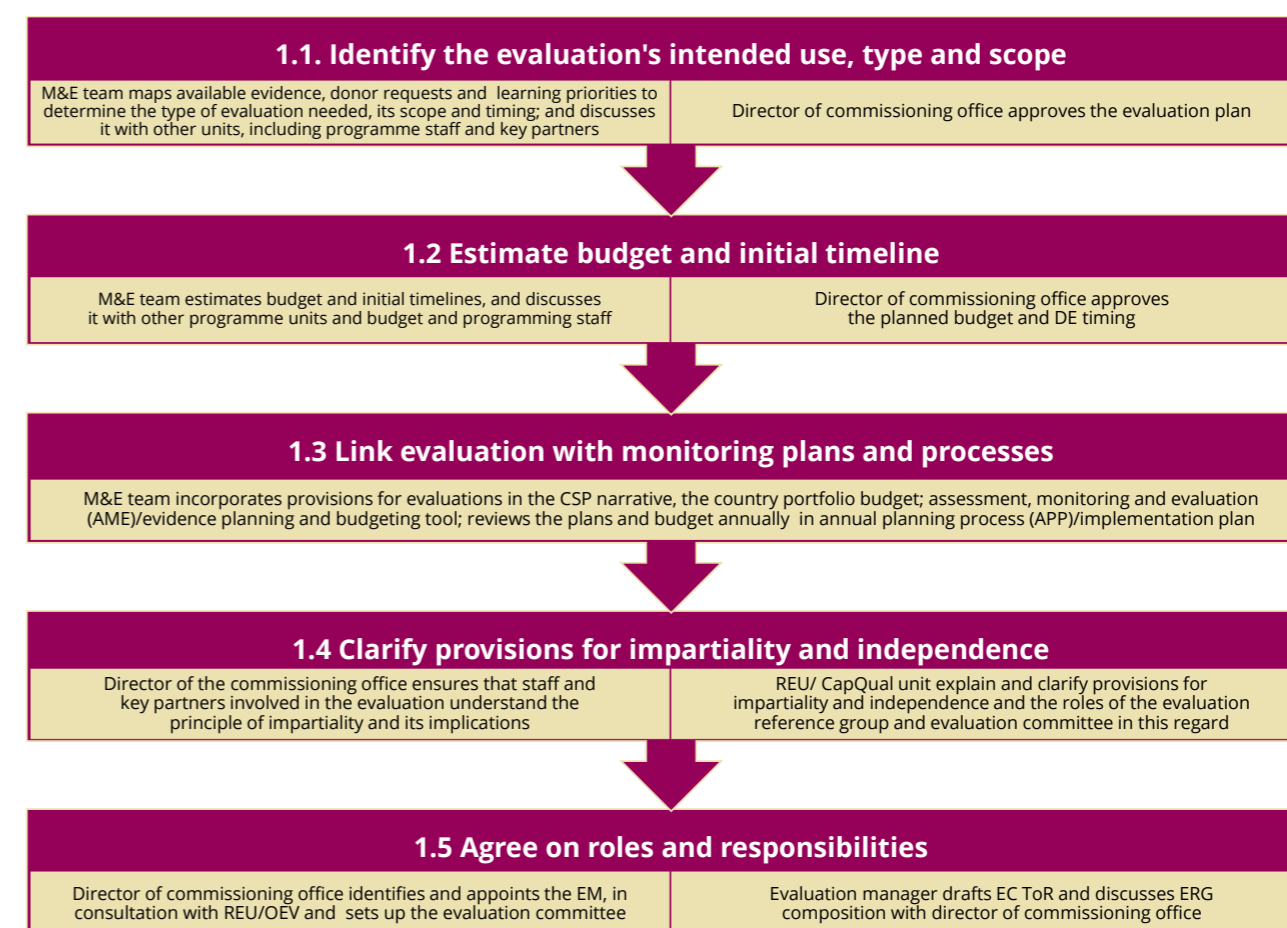 1.1. Identify the evaluation's intended use, type and scope
M&E team maps available evidence, donor requests and learning priorities to
determine the type of evaluation needed, its scope and timing; and discusses
it with other units, including programme staff and key partners
Director of commissioning office approves the evaluation plan
1.2 Estimate budget and initial timeline
M&E team estimates budget and initial timelines, and discusses
it with other programme units and budget and programming staff
Director of commissioning office approves
the planned budget and DE timing
1.3 Link evaluation with monitoring plans and processes
M&E team incorporates provisions for evaluations in the CSP narrative, the country portfolio budget; assessment, monitoring and evaluation
(AME)/evidence planning and budgeting tool; reviews the plans and budget annually in annual planning process (APP)/implementation plan
1.4 Clarify provisions for impartiality and independence
Director of the commissioning office ensures that staff and
key partners involved in the evaluation understand the
principle of impartiality and its implications
REU/ CapQual unit explain and clarify provisions for
impartiality and independence and the roles of the evaluation
reference group and evaluation committee in this regard
1.5 Agree on roles and responsibilities
Director of commissioning office identifies and appoints the EM, in
consultation with REU/OEV and sets up the evaluation committee
Evaluation manager drafts EC ToR and discusses ERG
composition with director of commissioning office